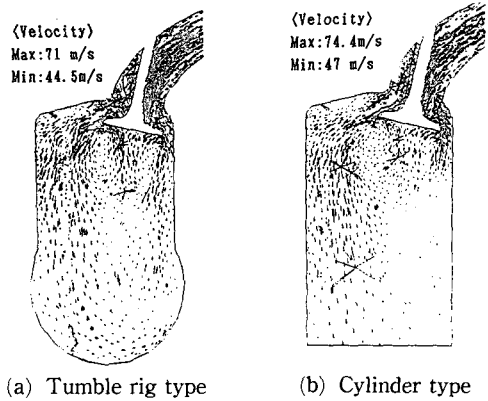 〈Velocity〉
Max:71 m/s
Min:44.5m/s
〈Velocity〉
Max:74.4m/s
Min:47 m/s
(a) Tumble rig type
(b) Cylinder type